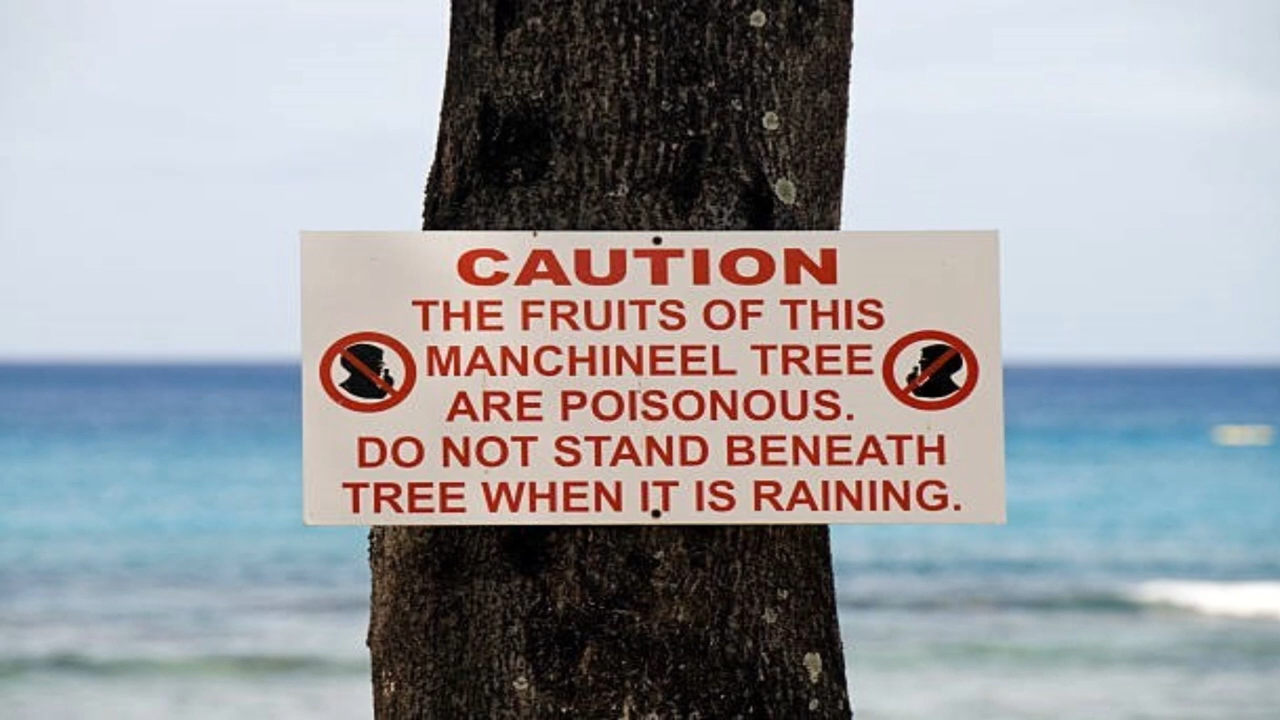 CAUTION
THE FRUITS OF THIS
MANCHINEEL TREE
ARE POISONOUS.
DO NOT STAND BENEATH
TREE WHEN IT IS RAINING.